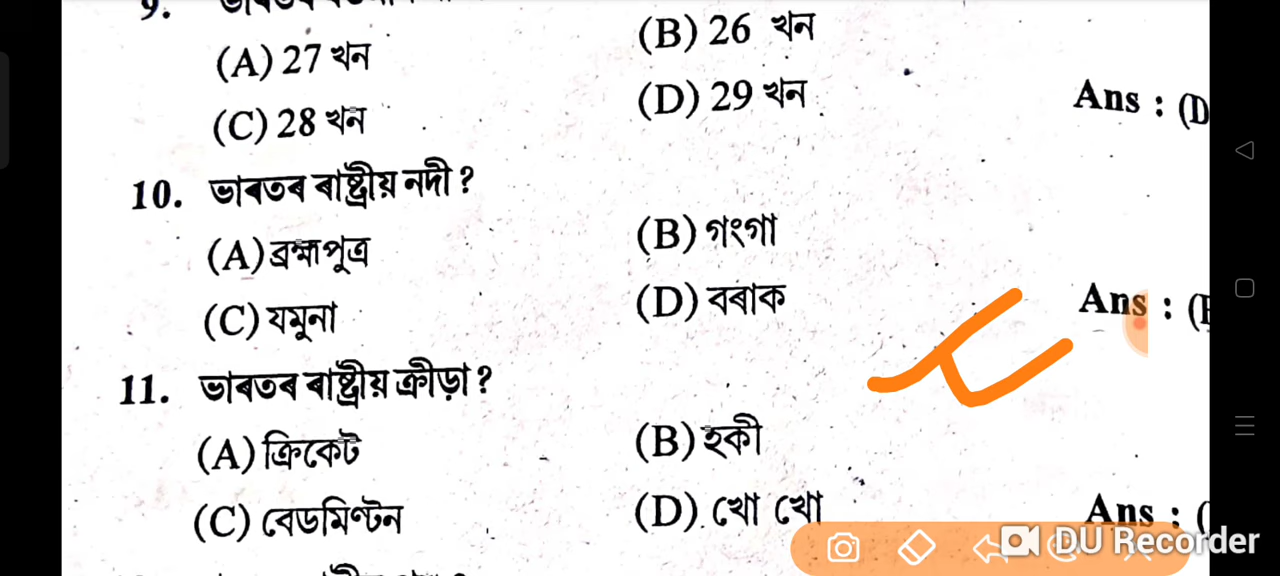 9.
(A) 27 খন (B) 26 খন
(C) 28 খন (D) 29 খন Ans : (D
10. ভাৰতৰ ৰাষ্ট্ৰীয় নদী ?
(A) ব্ৰহ্মপুত্ৰ (B) গংগা
(C) যমুনা (D) বৰাক Ans : (
11. ভাৰতৰ ৰাষ্ট্ৰীয় ক্ৰীড়া ?
(A) ক্ৰিকেট (B) হকী
(C) বেডমিণ্টন (D) খো খো Ans : (
DU Recorder